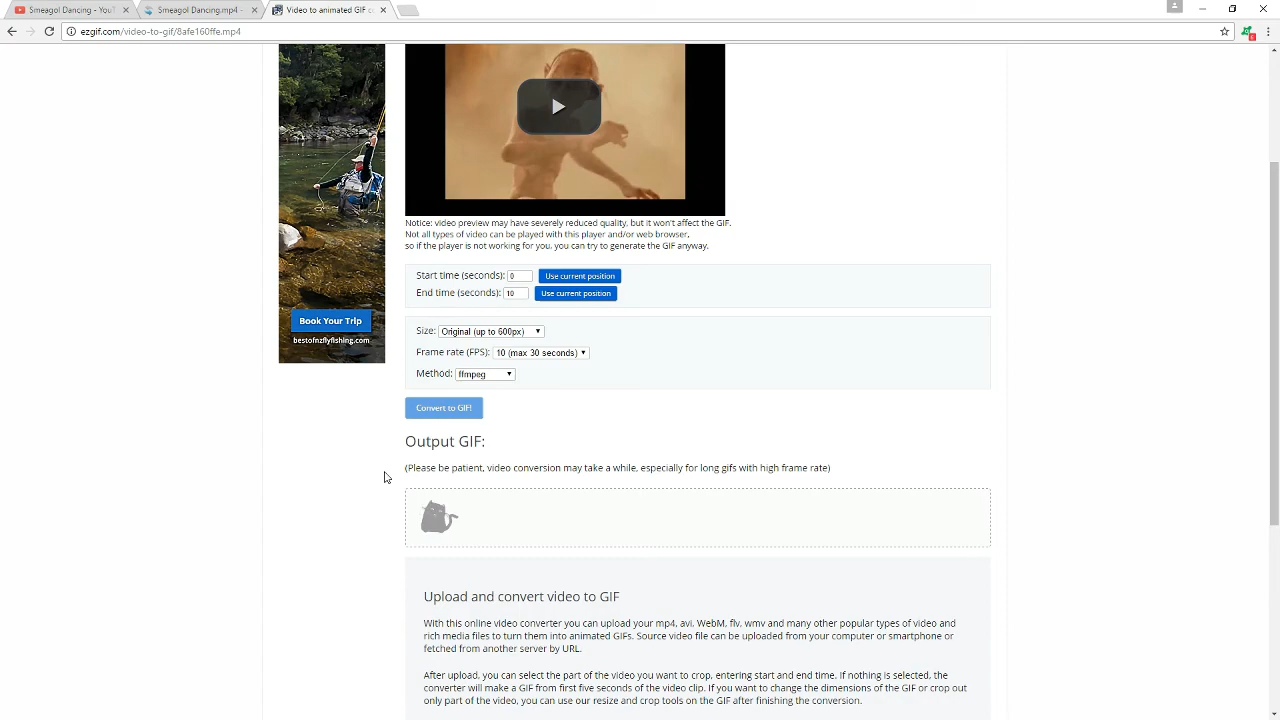 Smeagol Dancing - YouT
Smeagol Dancing.mp4 -
Video to animated GIF co
ezgif.com/video-to-gif/8afe160ffe.mp4
Notice: video preview may have severely reduced quality, but it won't affect the GIF.
Not all types of video can be played with this player and/or web browser,
so if the player is not working for you, you can try to generate the GIF anyway.
Start time (seconds): 0 Use current position
End time (seconds): 10 Use current position
Book Your Trip
bestofnzflyfishing.com
Size: Original (up to 600px)
Frame rate (FPS): 10 (max 30 seconds)
Method: ffmpeg
Convert to GIF!
Output GIF:
(Please be patient, video conversion may take a while, especially for long gifs with high frame rate)
Upload and convert video to GIF
With this online video converter you can upload your mp4, avi, WebM, flv, wmv and many other popular types of video and
rich media files to turn them into animated GIFs. Source video file can be uploaded from your computer or smartphone or
fetched from another server by URL.
After upload, you can select the part of the video you want to crop, entering start and end time. If nothing is selected, the
converter will make a GIF from first five seconds of the video clip. If you want to change the dimensions of the GIF or crop out
only part of the video, you can use our resize and crop tools on the GIF after finishing the conversion.